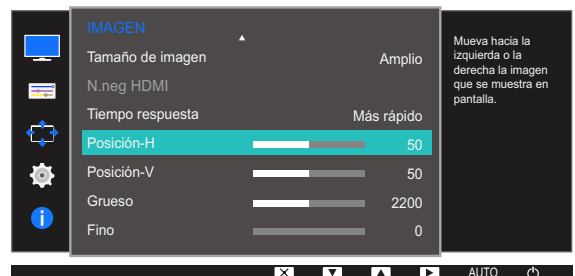 IMAGEN
Tamaño de imagen Amplio
N.neg HDMI
Tiempo respuesta Más rápido
Posición-H 50
Posición-V 50
Grueso 2200
Fino 0
Mueva hacia la
izquierda o la
derecha la imagen
que se muestra en
pantalla.
AUTO